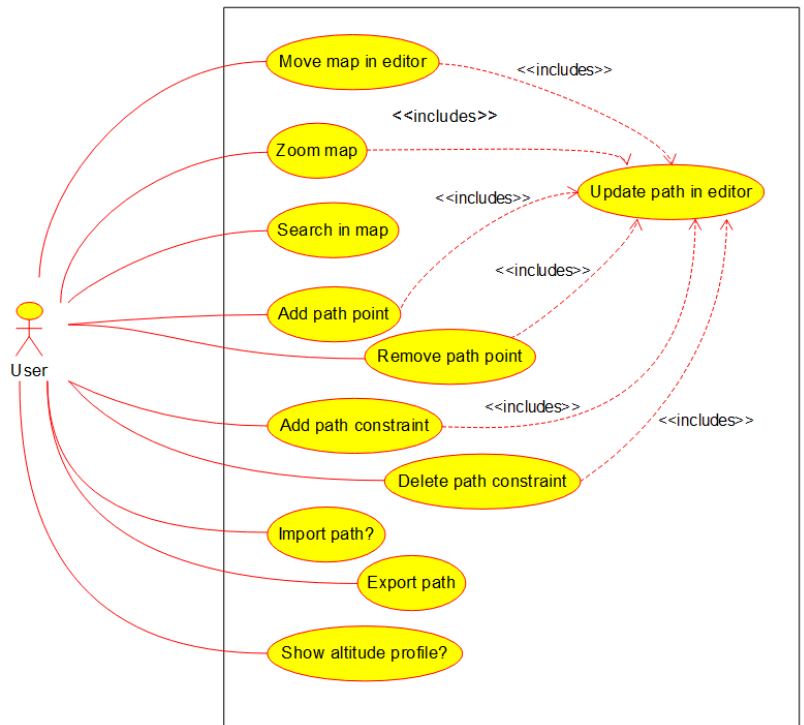 Move map in editor
<<includes>>
<<includes>>
Zoom map
Update path in editor
<<includes>>
Search in map
<<includes>>
Add path point
Remove path point
User
<<includes>>
Add path constraint
<<includes>>
Delete path constraint
Import path?
Export path
Show altitude profile?